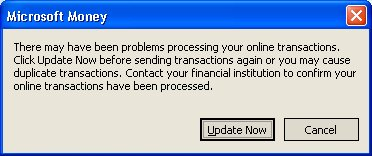 Microsoft Money
There may have been problems processing your online transactions.
Click Update Now before sending transactions again or you may cause
duplicate transactions. Contact your financial institution to confirm your
online transactions have been processed.
Update Now Cancel